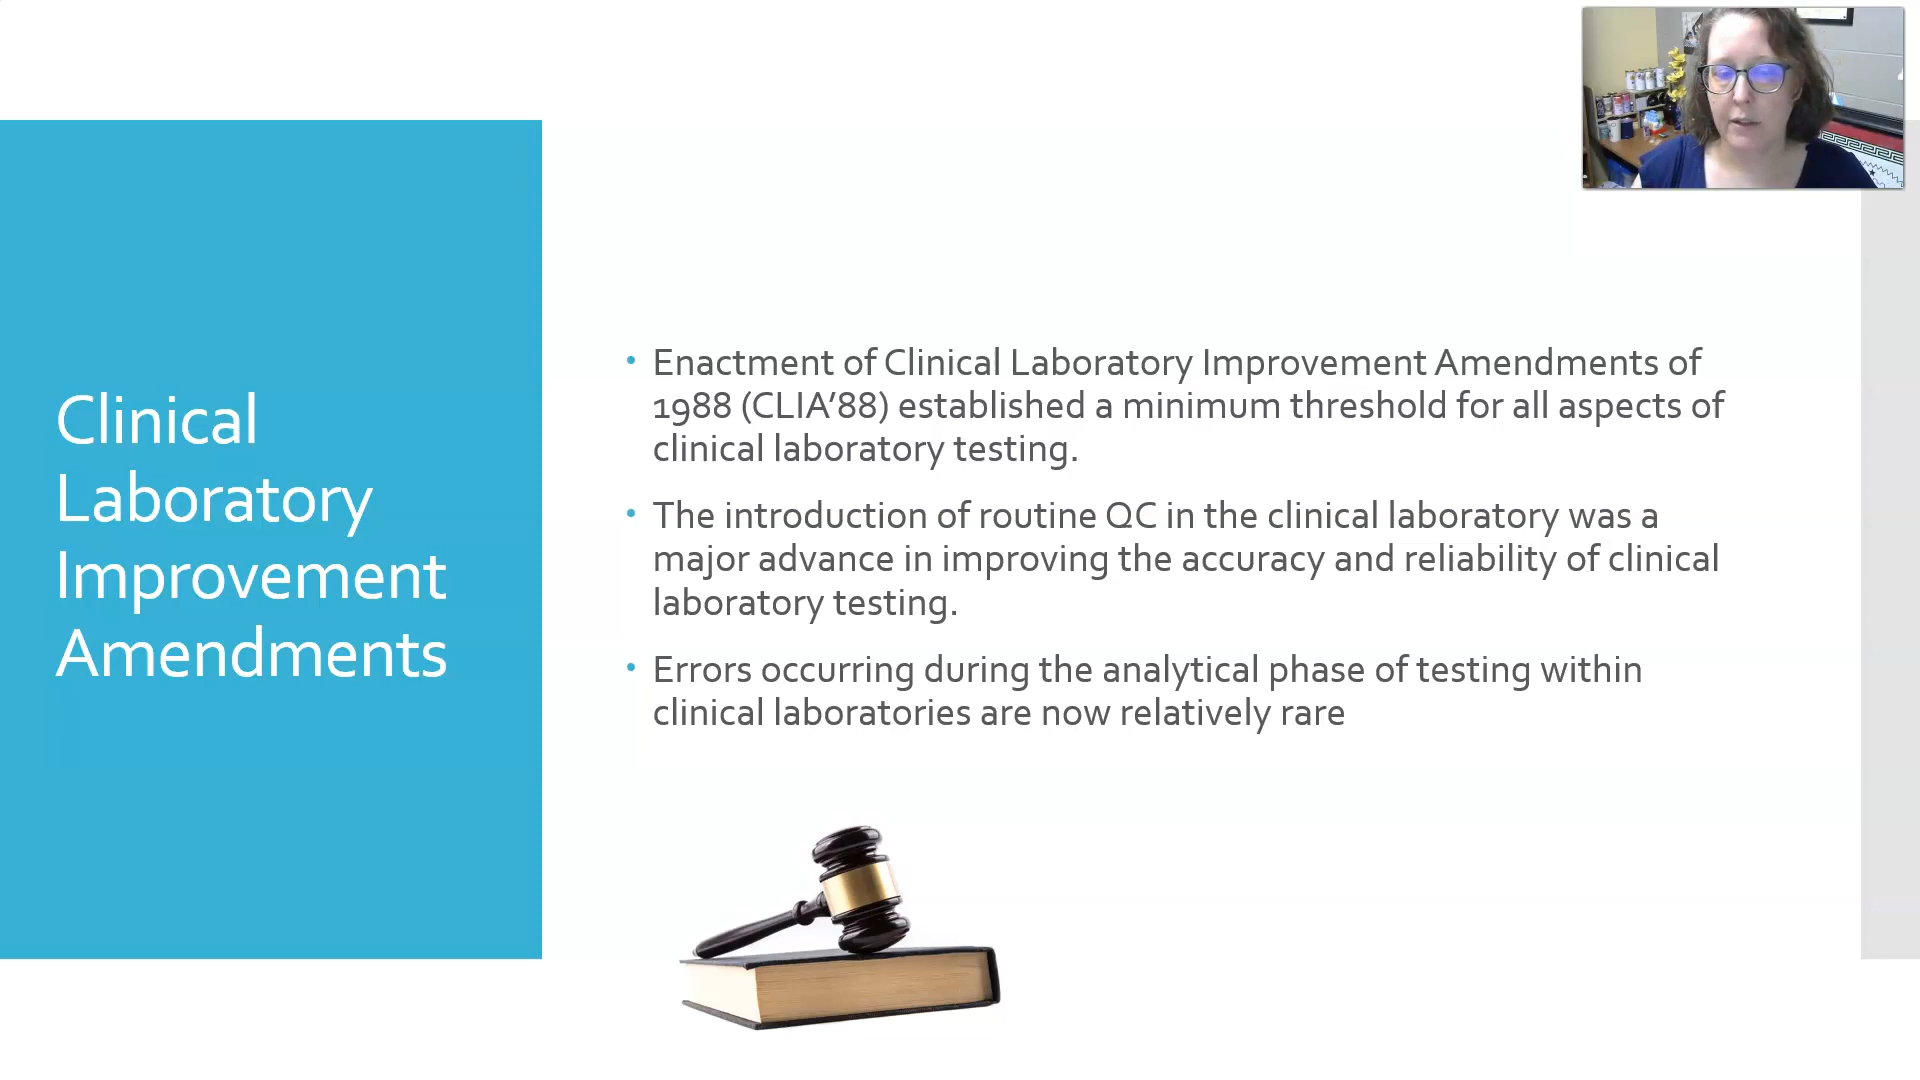 Clinical
Laboratory
Improvement
Amendments
• Enactment of Clinical Laboratory Improvement Amendments of
1988 (CLIA’88) established a minimum threshold for all aspects of
clinical laboratory testing.
• The introduction of routine QC in the clinical laboratory was a
major advance in improving the accuracy and reliability of clinical
laboratory testing.
• Errors occurring during the analytical phase of testing within
clinical laboratories are now relatively rare